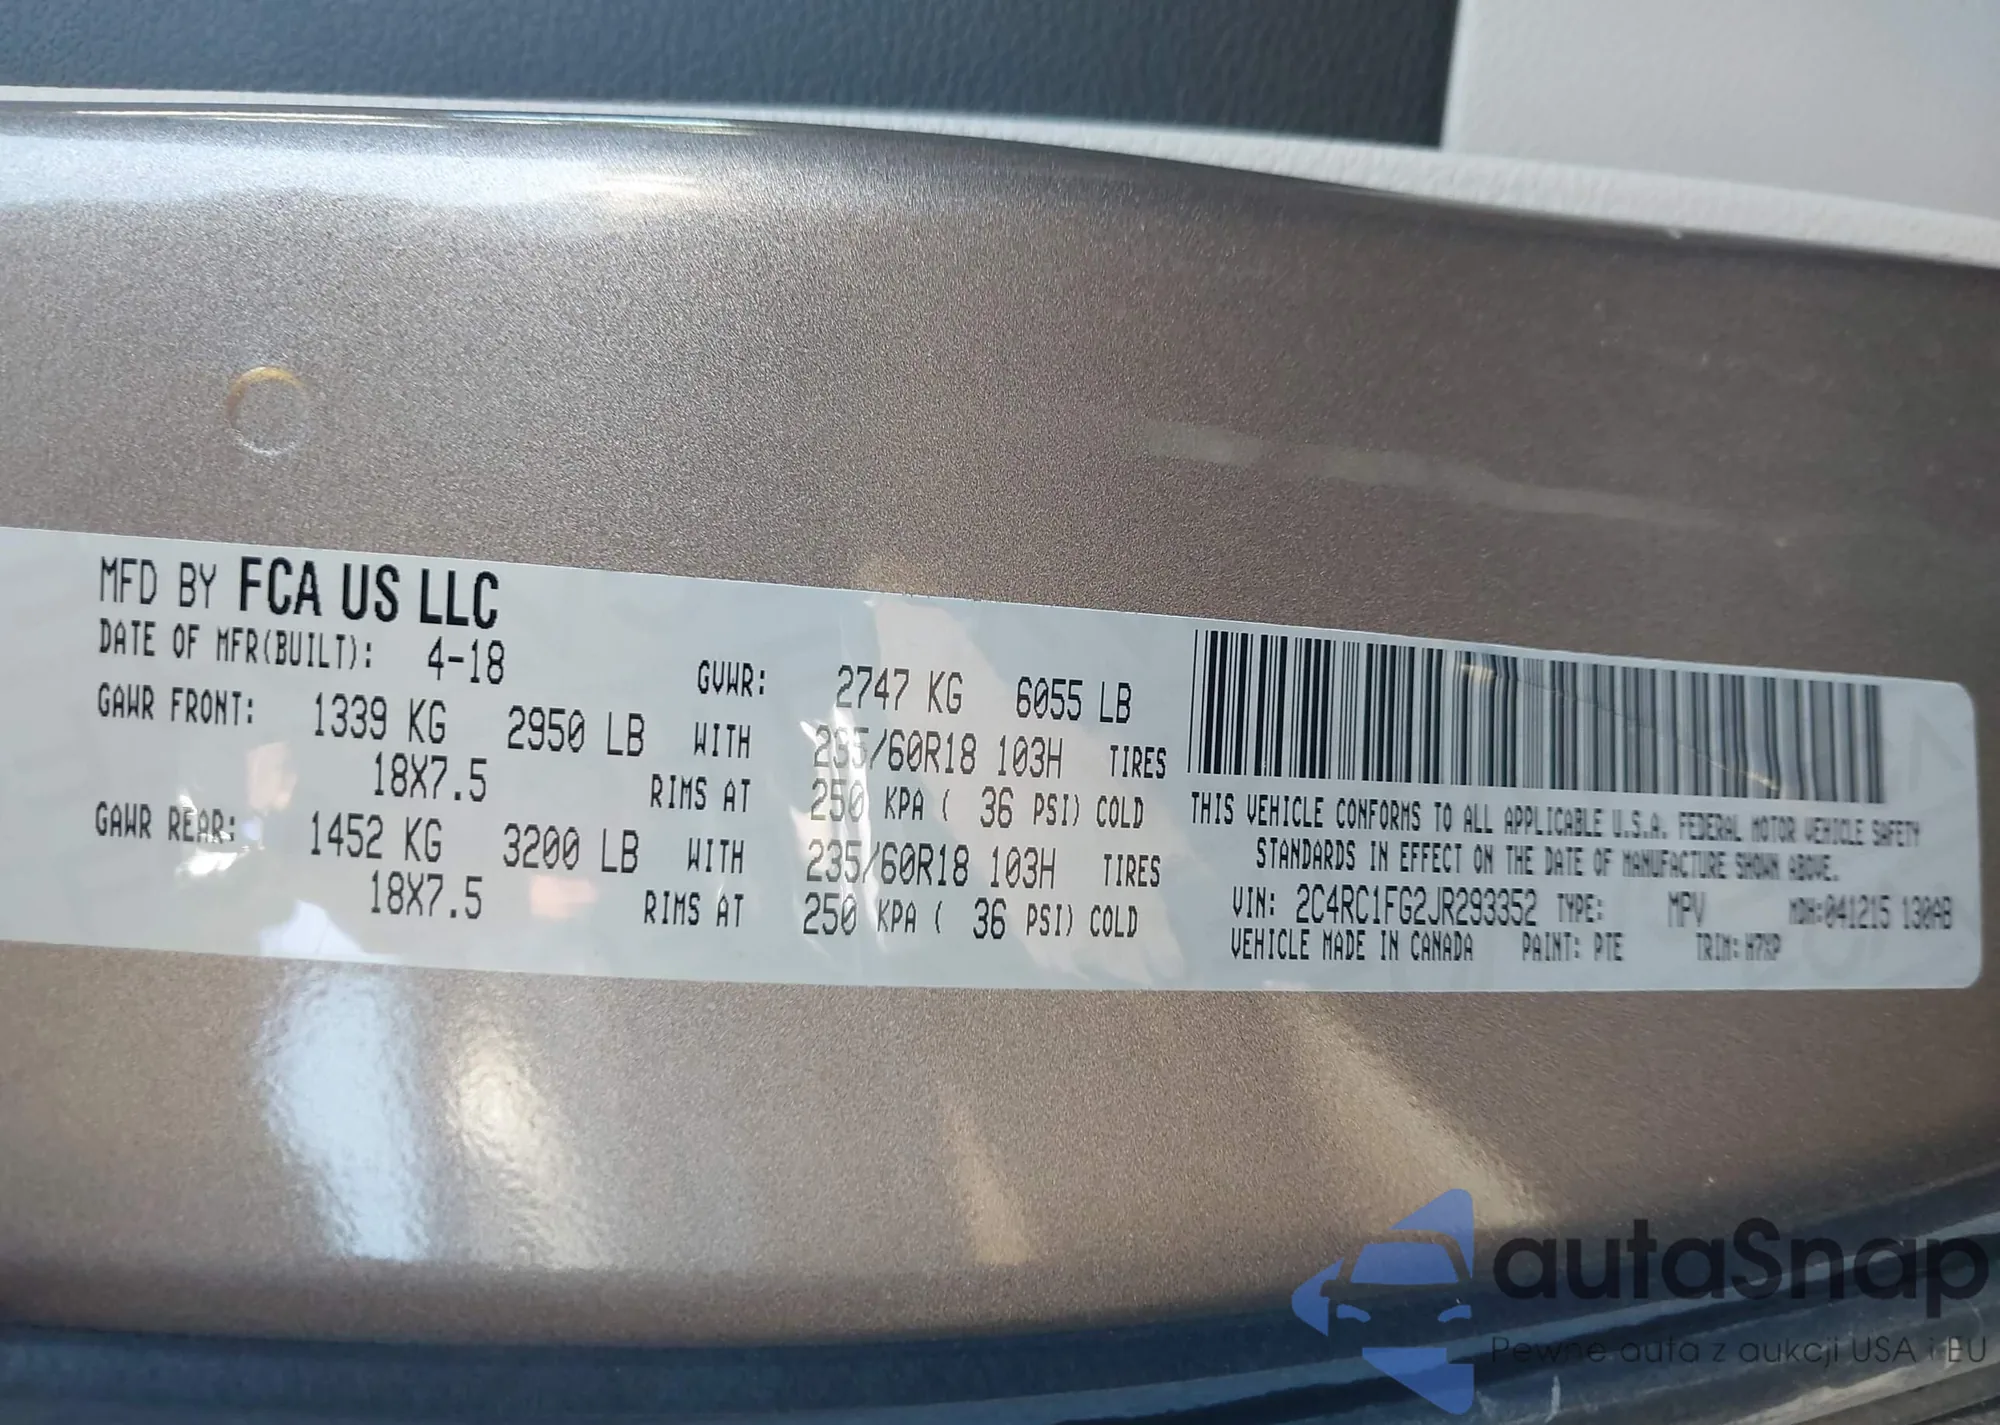 MFD BY FCA US LLC
DATE OF MFR(BUILT): 4-18
GVWR: 2747 KG 6055 LB
GAWR FRONT: 1339 KG 2950 LB WITH 235/60R18 103H TIRES
18X7.5 RIMS AT 250 KPA ( 36 PSI) COLD
GAWR REAR: 1452 KG 3200 LB WITH 235/60R18 103H TIRES
18X7.5 RIMS AT 250 KPA ( 36 PSI) COLD
THIS VEHICLE CONFORMS TO ALL APPLICABLE U.S.A. FEDERAL MOTOR VEHICLE SAFETY
STANDARDS IN EFFECT ON THE DATE OF MANUFACTURE SHOWN ABOVE.
VIN: 2C4RC1FG2JR293352 TYPE: MPV MDH:041215 130AB
VEHICLE MADE IN CANADA PAINT: PTE TRIM:
autaSnap
Pewne auta z aukcji USA i EU